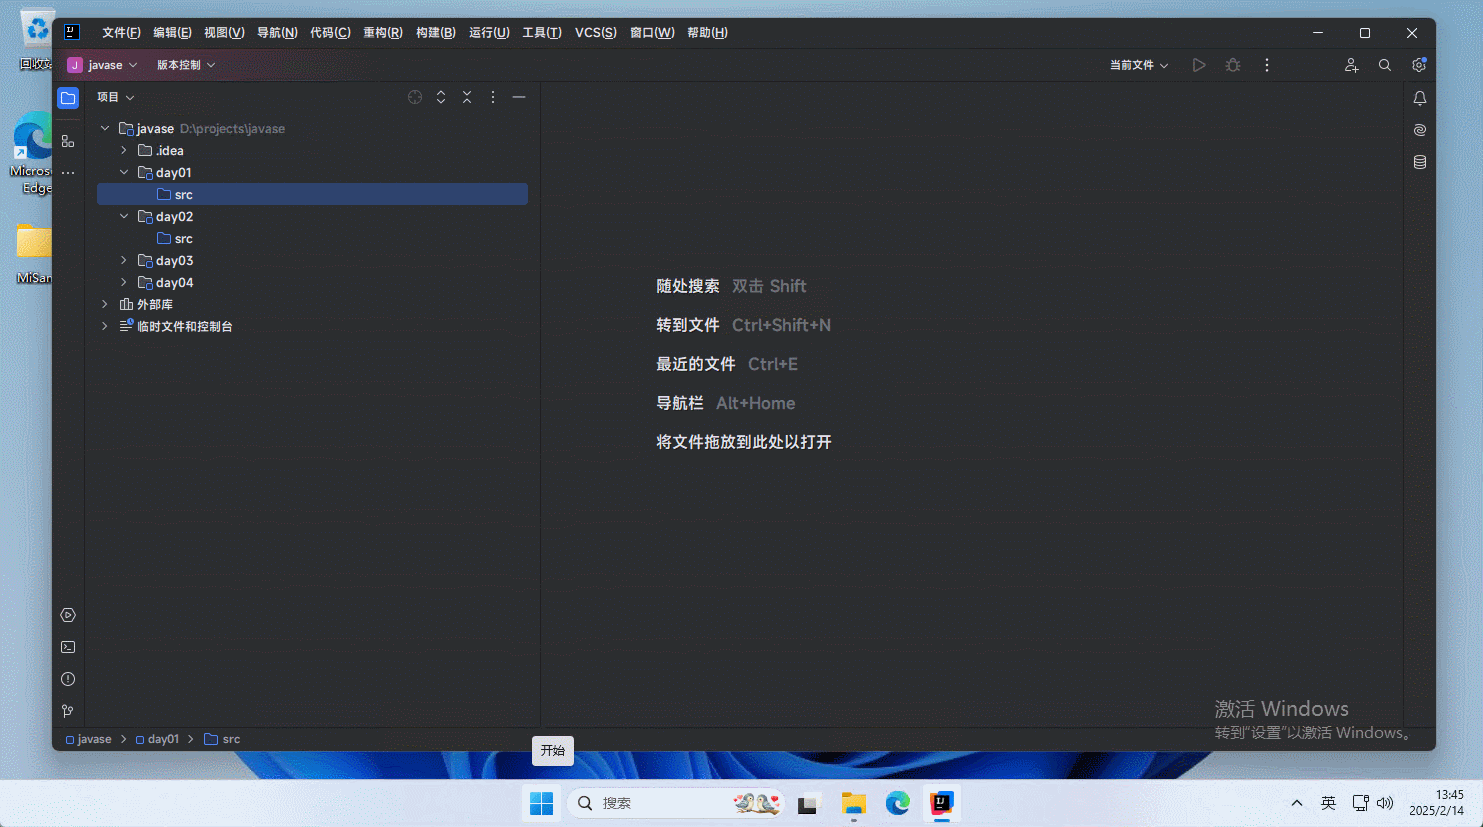 回收站
Microsoft Edge
MiSan
文件(F) 编辑(E) 视图(V) 导航(N) 代码(C) 重构(R) 构建(B) 运行(U) 工具(T) VCS(S) 窗口(W) 帮助(H)
J javase 版本控制 当前文件
项目
javase D:\projects\javase
.idea
day01
src
day02
src
day03
day04
外部库
临时文件和控制台
随处搜索 双击 Shift
转到文件 Ctrl+Shift+N
最近的文件 Ctrl+E
导航栏 Alt+Home
将文件拖放到此处以打开
激活 Windows
转到"设置"以激活 Windows。
javase day01 src
开始
搜索
英
13:45
2025/2/14